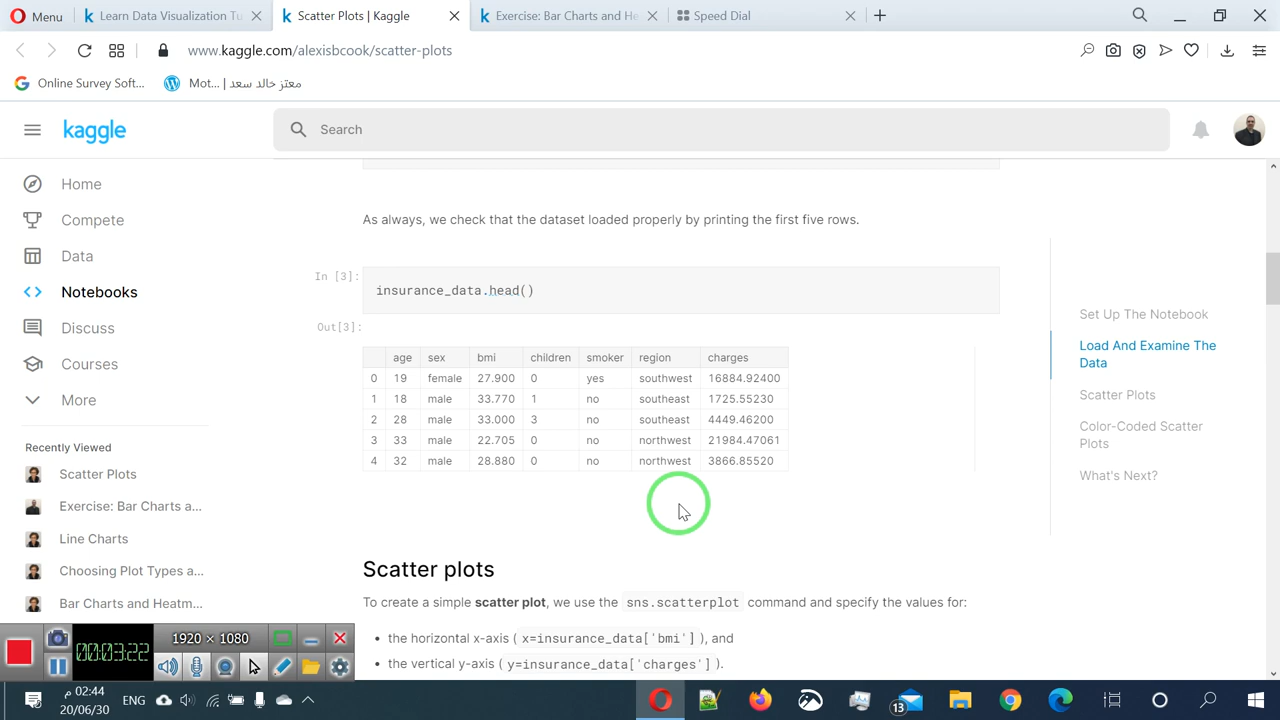 Menu
Learn Data Visualization Tu
Scatter Plots | Kaggle
Exercise: Bar Charts and He
Speed Dial
www.kaggle.com/alexisbcook/scatter-plots
Online Survey Soft...
Mot... | معتز خالد سعد
kaggle
Search
Home
Compete
Data
Notebooks
Discuss
Courses
More
Recently Viewed
Scatter Plots
Exercise: Bar Charts a...
Line Charts
Choosing Plot Types a...
Bar Charts and Heatm...
As always, we check that the dataset loaded properly by printing the first five rows.
In [3]:
insurance_data.head()
Out[3]:
age sex bmi children smoker region charges
0 19 female 27.900 0 yes southwest 16884.92400
1 18 male 33.770 1 no southeast 1725.55230
2 28 male 33.000 3 no southeast 4449.46200
3 33 male 22.705 0 no northwest 21984.47061
4 32 male 28.880 0 no northwest 3866.85520
Scatter plots
To create a simple scatter plot, we use the sns.scatterplot command and specify the values for:
• the horizontal x-axis ( x=insurance_data['bmi'] ), and
• the vertical y-axis ( y=insurance_data['charges'] ).
Set Up The Notebook
Load And Examine The
Data
Scatter Plots
Color-Coded Scatter
Plots
What's Next?
00:03:22
1920 × 1080
02:44 م
20/06/30
ENG
13